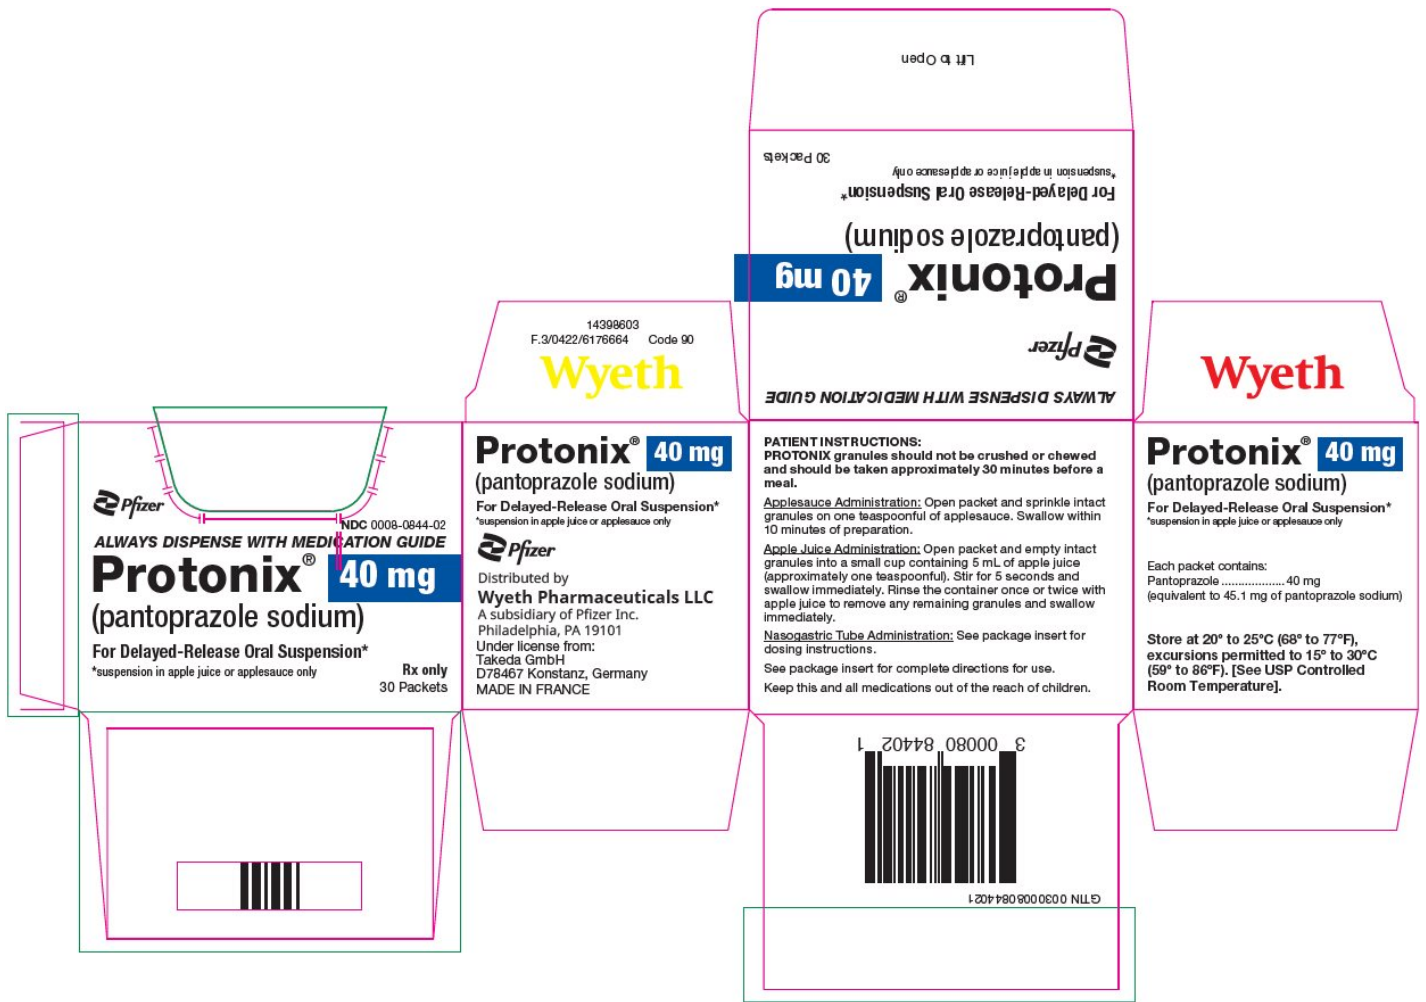 Lift to Open
30 Packets
*suspension in apple juice or applesauce only
For Delayed-Release Oral Suspension*
(pantoprazole sodium)
Protonix® 40 mg
Pfizer
ALWAYS DISPENSE WITH MEDICATION GUIDE
14398603
F.3/0422/6176664 Code 90
Wyeth
Wyeth
Pfizer
NDC 0008-0844-02
ALWAYS DISPENSE WITH MEDICATION GUIDE
Protonix® 40 mg
(pantoprazole sodium)
For Delayed-Release Oral Suspension*
*suspension in apple juice or applesauce only
Rx only
30 Packets
Protonix® 40 mg
(pantoprazole sodium)
For Delayed-Release Oral Suspension*
*suspension in apple juice or applesauce only
Pfizer
Distributed by
Wyeth Pharmaceuticals LLC
A subsidiary of Pfizer Inc.
Philadelphia, PA 19101
Under license from:
Takeda GmbH
D78467 Konstanz, Germany
MADE IN FRANCE
PATIENT INSTRUCTIONS:
PROTONIX granules should not be crushed or chewed
and should be taken approximately 30 minutes before a
meal.
Applesauce Administration: Open packet and sprinkle intact
granules on one teaspoonful of applesauce. Swallow within
10 minutes of preparation.
Apple Juice Administration: Open packet and empty intact
granules into a small cup containing 5 mL of apple juice
(approximately one teaspoonful). Stir for 5 seconds and
swallow immediately. Rinse the container once or twice with
apple juice to remove any remaining granules and swallow
immediately.
Nasogastric Tube Administration: See package insert for
dosing instructions.
See package insert for complete directions for use.
Keep this and all medications out of the reach of children.
Protonix® 40 mg
(pantoprazole sodium)
For Delayed-Release Oral Suspension*
*suspension in apple juice or applesauce only
Each packet contains:
Pantoprazole ................... 40 mg
(equivalent to 45.1 mg of pantoprazole sodium)
Store at 20° to 25°C (68° to 77°F),
excursions permitted to 15° to 30°C
(59° to 86°F). [See USP Controlled
Room Temperature].
3 00080 84402 1
GTIN 00300080844021